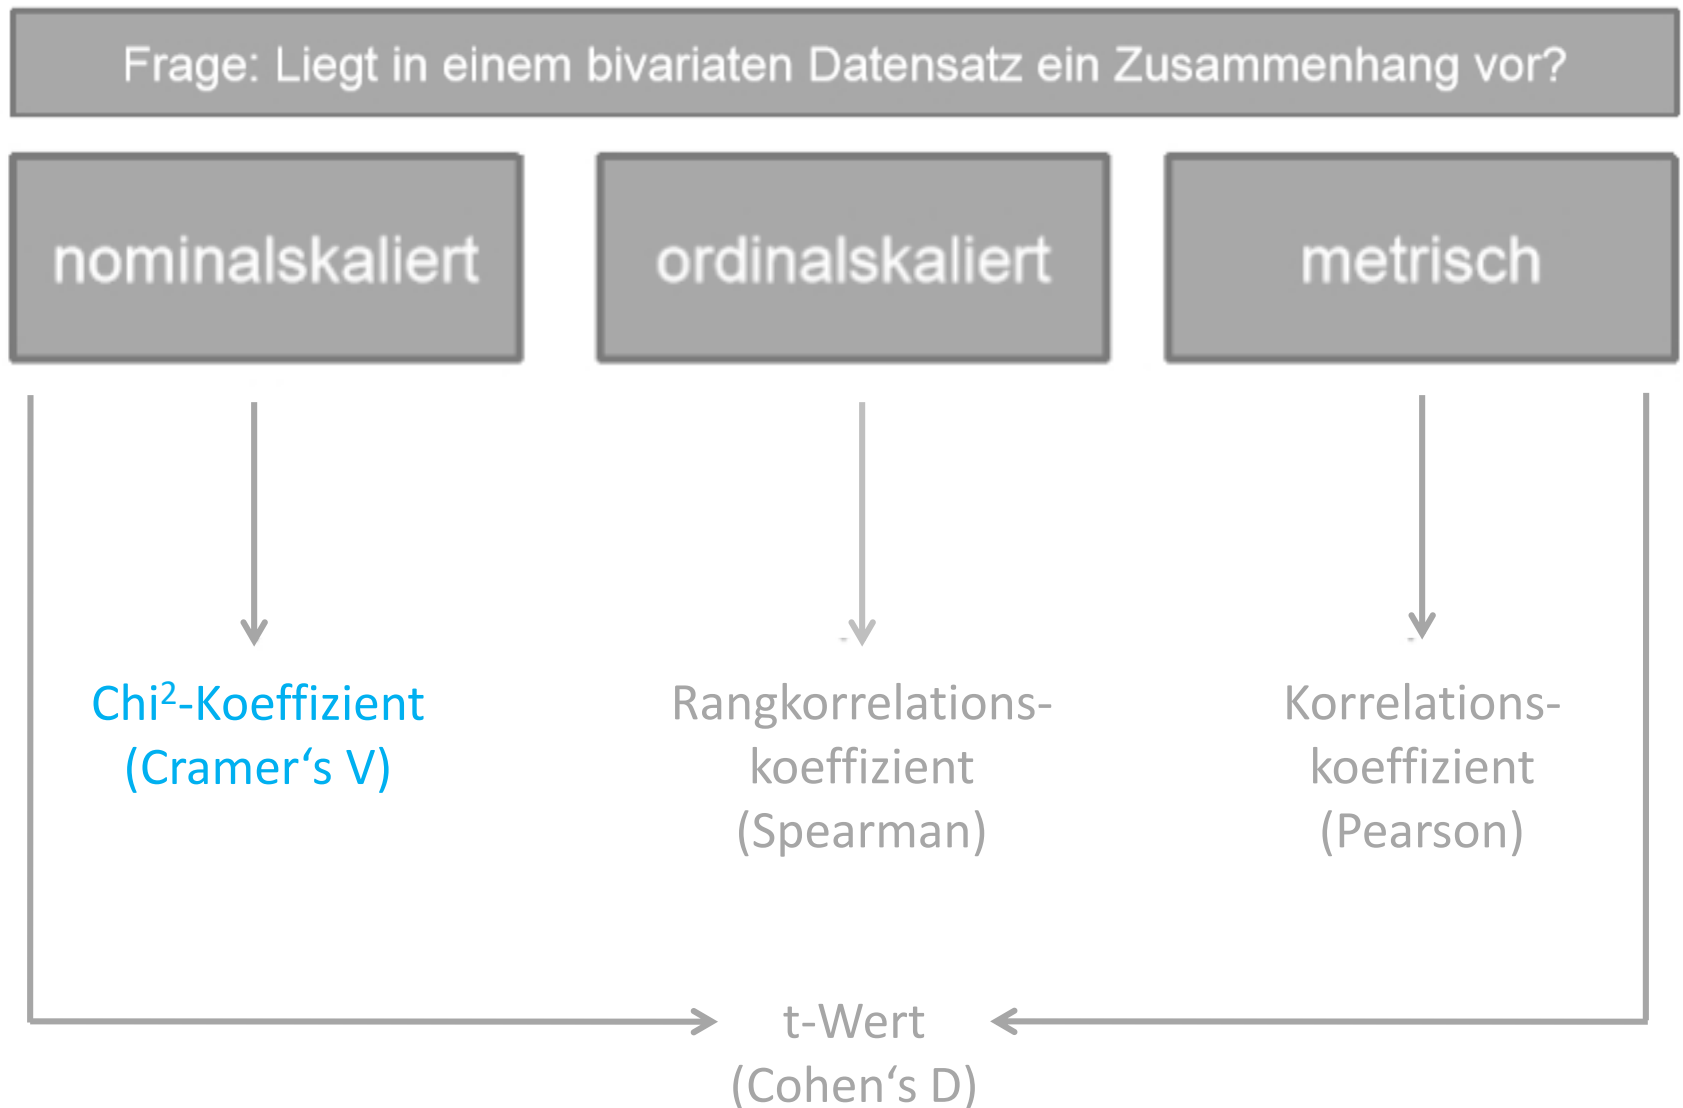 Frage: Liegt in einem bivariaten Datensatz ein Zusammenhang vor?
nominalskaliert
ordinalskaliert
metrisch
Chi²-Koeffizient
(Cramer‘s V)
Rangkorrelations-
koeffizient
(Spearman)
Korrelations-
koeffizient
(Pearson)
t-Wert
(Cohen‘s D)